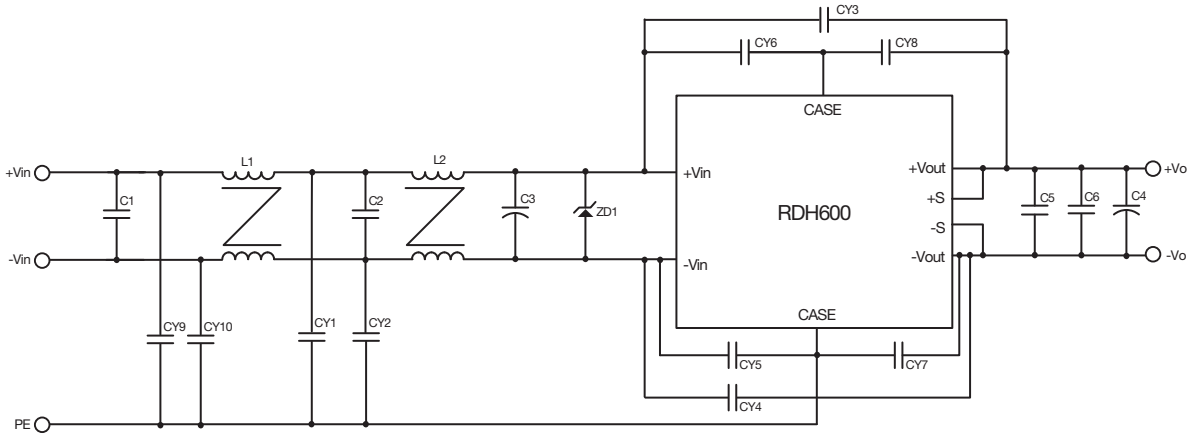 CY3
CY6
CY8
CASE
L1
L2
+Vin
+Vin
+Vout
+Vo
C1
C2
C3
ZD1
RDH600
+S
C5
C6
C4
-S
-Vin
-Vin
-Vout
-Vo
CASE
CY9
CY10
CY1
CY2
CY5
CY7
CY4
PE